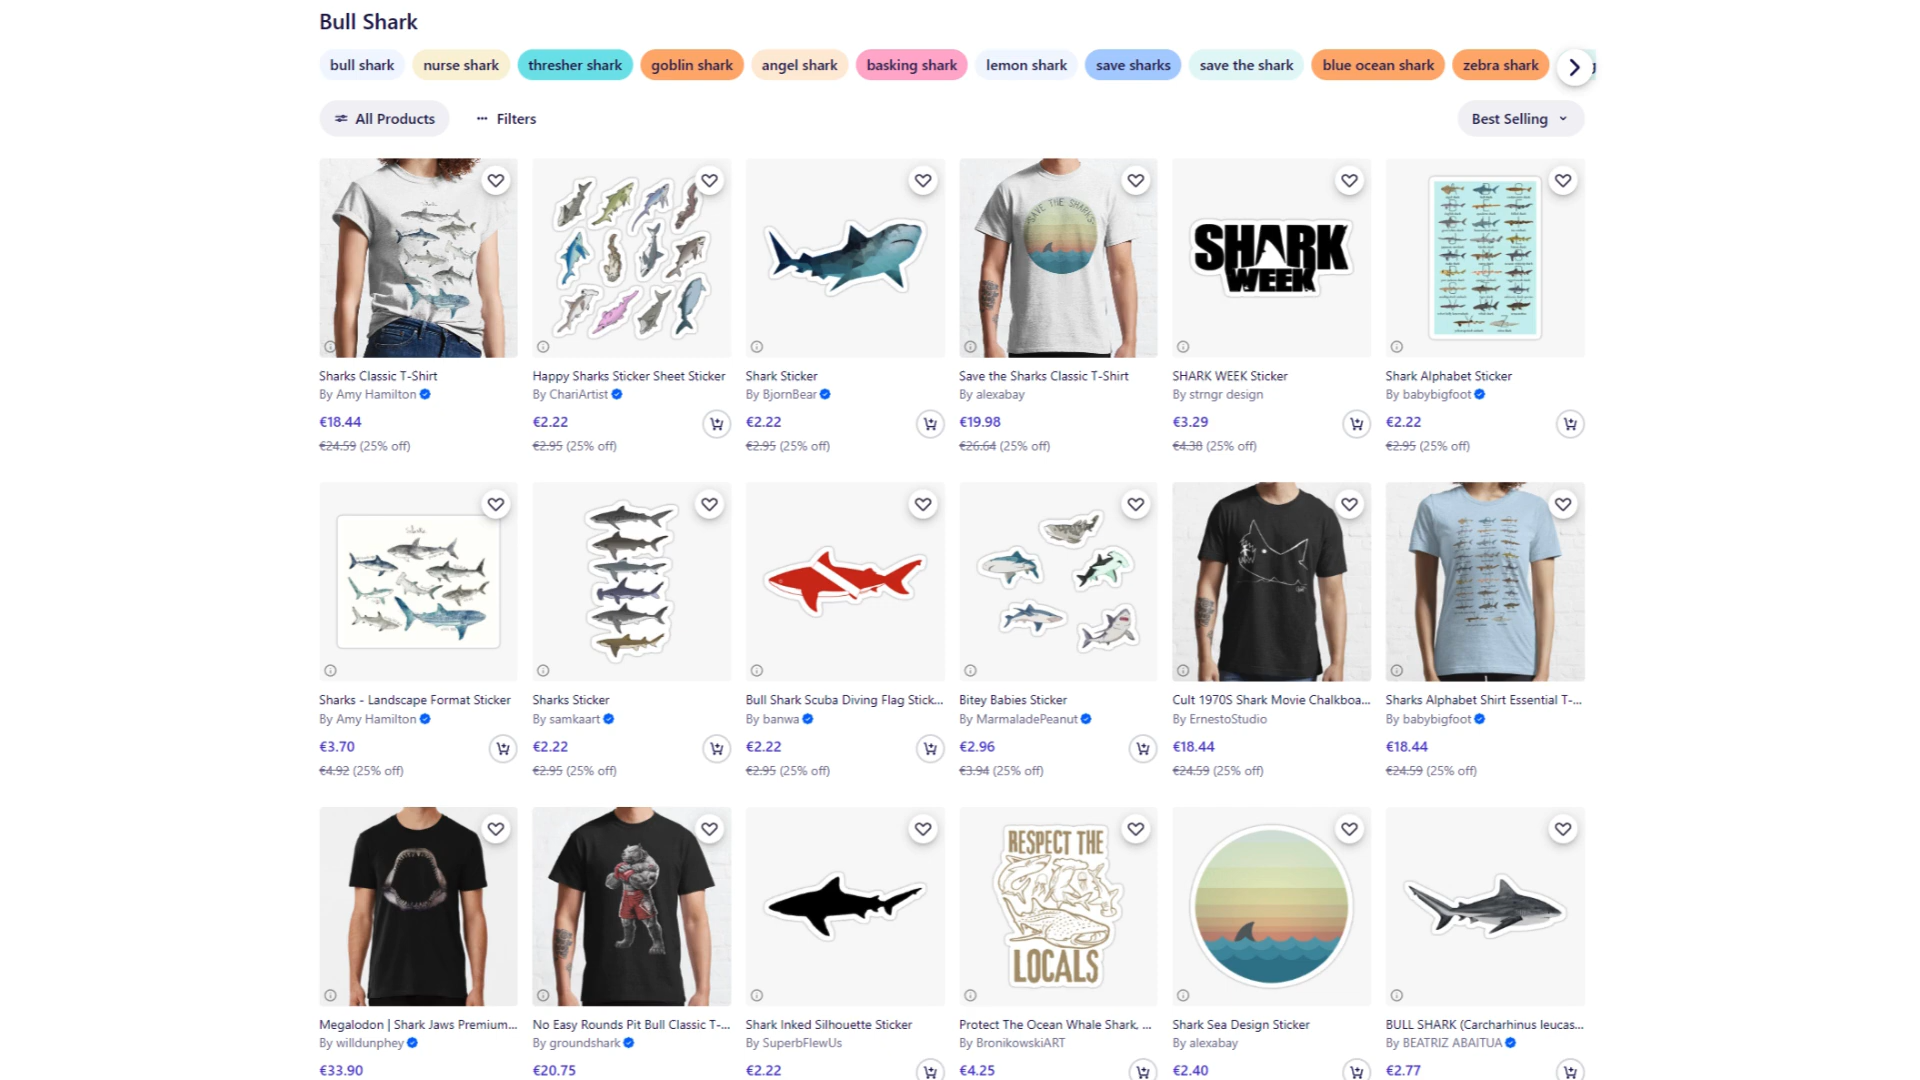 Bull Shark
bull shark
nurse shark
thresher shark
goblin shark
angel shark
basking shark
lemon shark
save sharks
save the shark
blue ocean shark
zebra shark
All Products
Filters
Best Selling
SAVE THE SHARKS
SHARK
WEEK
Sharks Classic T-Shirt
By Amy Hamilton
€18.44
€24.59 (25% off)
Happy Sharks Sticker Sheet Sticker
By ChariArtist
€2.22
€2.95 (25% off)
Shark Sticker
By BjornBear
€2.22
€2.95 (25% off)
Save the Sharks Classic T-Shirt
By alexabay
€19.98
€26.64 (25% off)
SHARK WEEK Sticker
By strngr design
€3.29
€4.38 (25% off)
Shark Alphabet Sticker
By babybigfoot
€2.22
€2.95 (25% off)
Sharks
Sharks - Landscape Format Sticker
By Amy Hamilton
€3.70
€4.92 (25% off)
Sharks Sticker
By samkaart
€2.22
€2.95 (25% off)
Bull Shark Scuba Diving Flag Stick...
By banwa
€2.22
€2.95 (25% off)
Bitey Babies Sticker
By MarmaladePeanut
€2.96
€3.94 (25% off)
Cult 1970S Shark Movie Chalkboa...
By ErnestoStudio
€18.44
€24.59 (25% off)
Sharks Alphabet Shirt Essential T-...
By babybigfoot
€18.44
€24.59 (25% off)
RESPECT THE
LOCALS
Megalodon | Shark Jaws Premium...
By willdunphey
€33.90
No Easy Rounds Pit Bull Classic T-...
By groundshark
€20.75
Shark Inked Silhouette Sticker
By SuperbFlewUs
€2.22
Protect The Ocean Whale Shark, ...
By BronikowskiART
€4.25
Shark Sea Design Sticker
By alexabay
€2.40
BULL SHARK (Carcharhinus leucas...
By BEATRIZ ABAITUA
€2.77